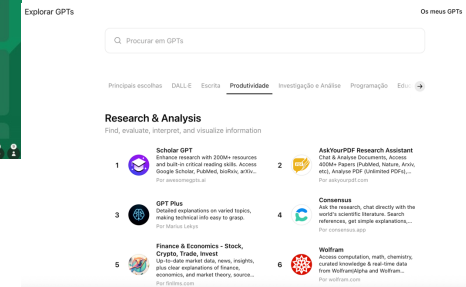 Explorar GPTs
Os meus GPTs
Procurar em GPTs
Principais escolhas DALL·E Escrita Produtividade Investigação e Análise Programação
Research & Analysis
Find, evaluate, interpret, and visualize information
1
Scholar GPT
Enhance research with 200M+ resources
and built-in critical reading skills. Access
Google Scholar, PubMed, bioRxiv, arXiv…
Por awesomegpts.ai
2
AskYourPDF Research Assistant
Chat & Analyse Documents, Access
400M+ Papers (PubMed, Nature, Arxiv,
etc), Analyse PDF (Unlimited PDFs),…
Por askyourpdf.com
3
GPT Plus
Detailed explanations on varied topics,
making technical info easy to grasp.
Por Marius Lekys
4
Consensus
Ask the research, chat directly with the
world's scientific literature. Search
references, get simple explanations,…
Por consensus.app
5
Finance & Economics - Stock,
Crypto, Trade, Invest
Up-to-date market data, news, insights,
plus clear explanations of finance,
economics, and market theory, source…
Por finlims.com
6
Wolfram
Access computation, math, chemistry,
curated knowledge & real-time data
from Wolfram|Alpha and Wolfram…
Por wolfram.com